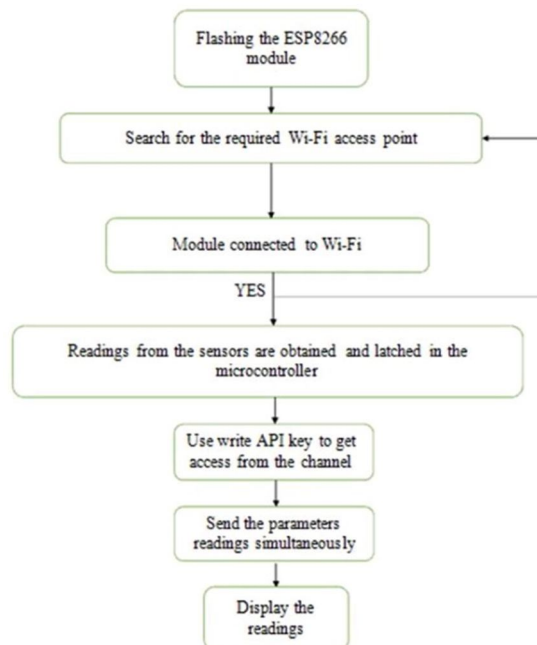 Flashing the ESP8266
module
Search for the required Wi-Fi access point
Module connected to Wi-Fi
YES
Readings from the sensors are obtained and latched in the
microcontroller
Use write API key to get
access from the channel
Send the parameters
readings simultaneously
Display the
readings